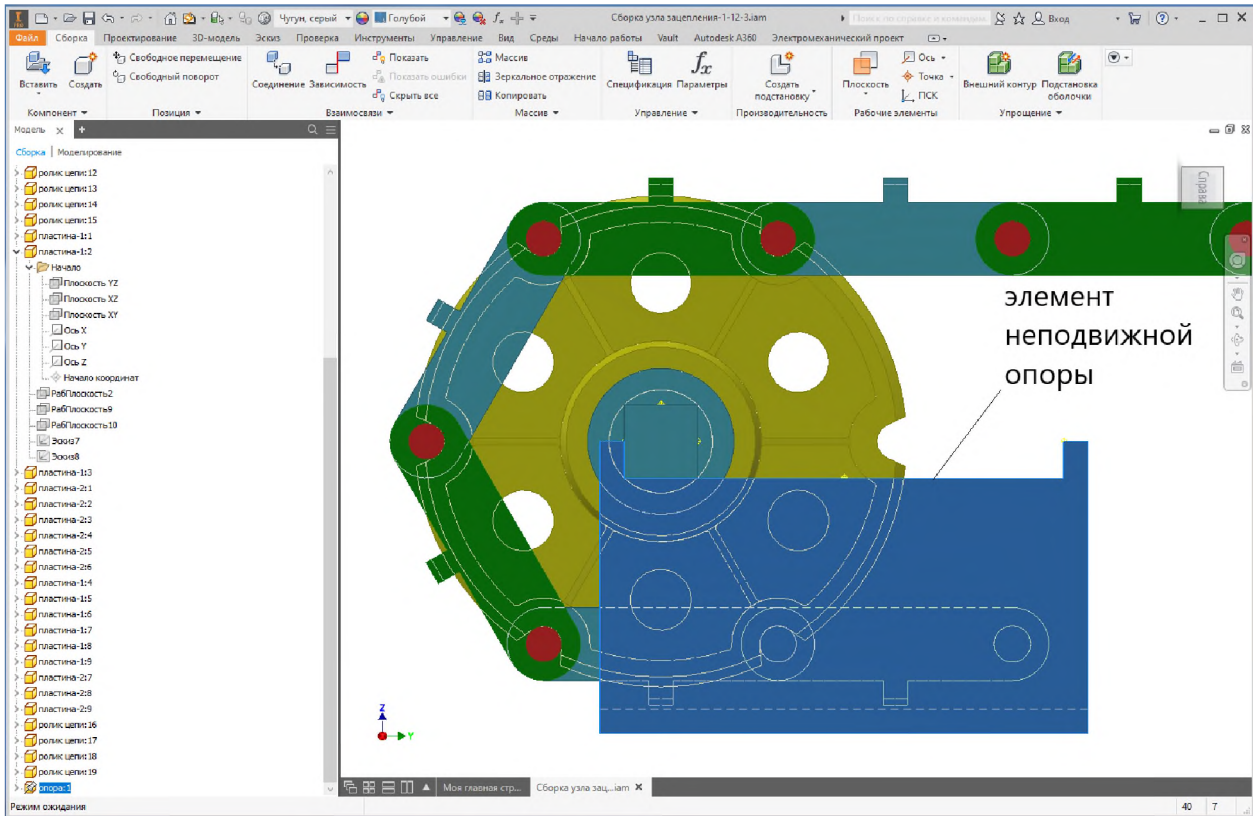 Чугун, серый
Голубой
Сборка узла зацепления-1-12-3.iam
Поиск по справке и командам
Вход
Файл Сборка Проектирование 3D-модель Эскиз Проверка Инструменты Управление Вид Среды Начало работы Vault Autodesk A360 Электромеханический проект
Вставить Создать
Свободное перемещение
Свободный поворот
Соединение Зависимость
Показать
Показать ошибки
Скрыть все
Массив
Зеркальное отражение
Копировать
Спецификация Параметры
Создать
подстановку
Плоскость
Ось
Точка
ПСК
Внешний контур Подстановка
оболочки
Компонент Позиция Взаимосвязи Массив Управление Производительность Рабочие элементы Упрощение
Модель
Сборка | Моделирование
ролик цепи:12
ролик цепи:13
ролик цепи:14
ролик цепи:15
пластина-1:1
пластина-1:2
Начало
Плоскость YZ
Плоскость XZ
Плоскость XY
Ось X
Ось Y
Ось Z
Начало координат
РабПлоскость2
РабПлоскость9
РабПлоскость10
Эскиз7
Эскиз8
пластина-1:3
пластина-2:1
пластина-2:2
пластина-2:3
пластина-2:4
пластина-2:5
пластина-2:6
пластина-1:4
пластина-1:5
пластина-1:6
пластина-1:7
пластина-1:8
пластина-1:9
пластина-2:7
пластина-2:8
пластина-2:9
ролик цепи:16
ролик цепи:17
ролик цепи:18
ролик цепи:19
опора:1
Справа
элемент
неподвижной
опоры
Z
Y
Моя главная стр...
Сборка узла зац...iam
Режим ожидания
40 7